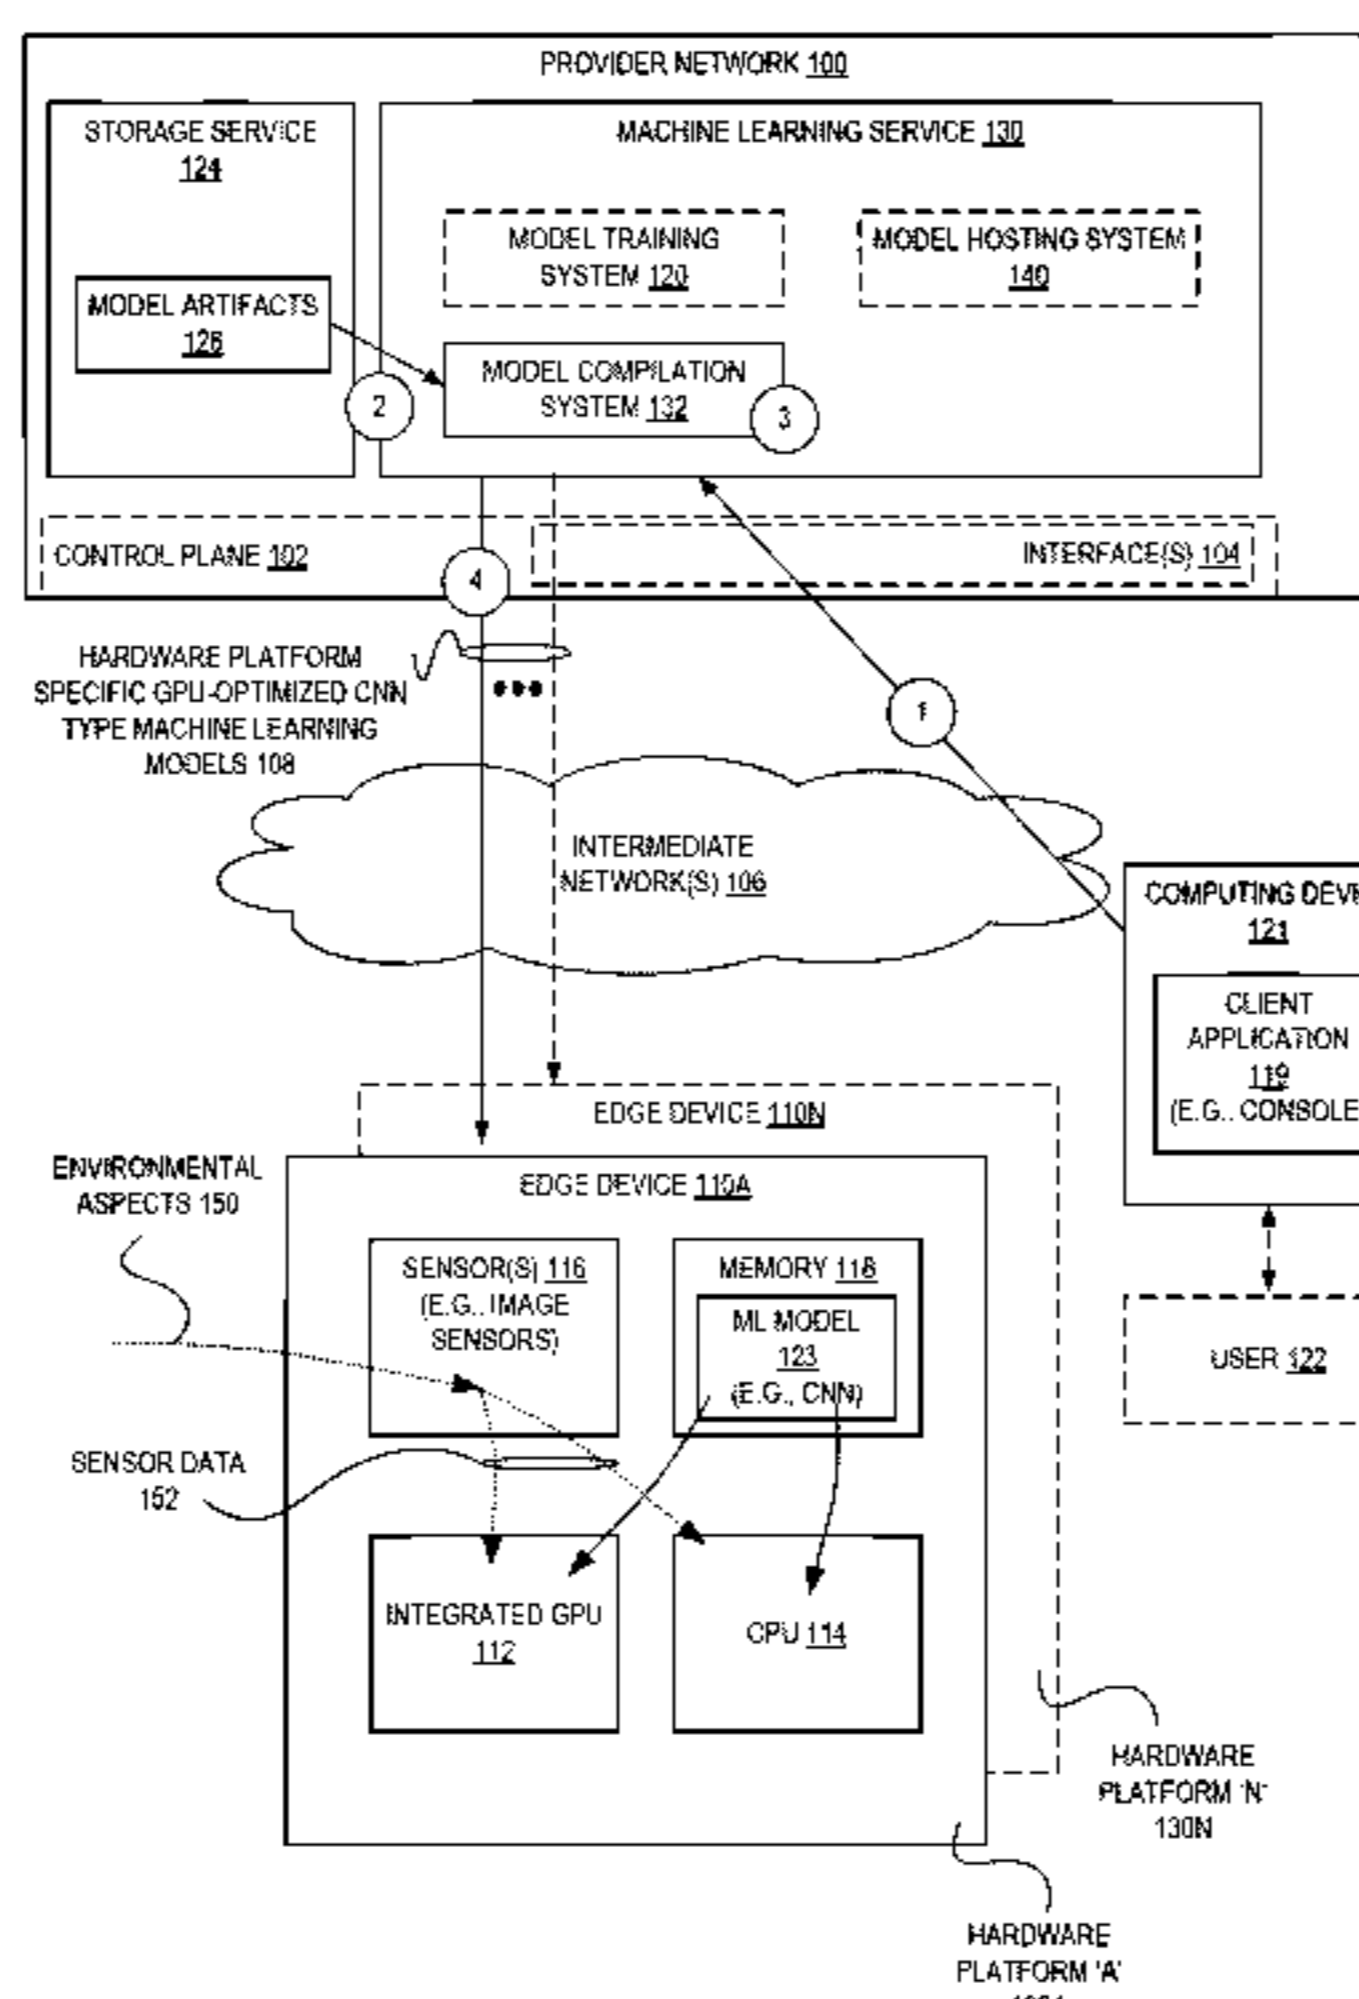 PROVIDER NETWORK 100
STORAGE SERVICE
124
MACHINE LEARNING SERVICE 130
MODEL TRAINING
SYSTEM 120
MODEL HOSTING SYSTEM
140
MODEL ARTIFACTS
126
MODEL COMPILATION
SYSTEM 132
2
3
CONTROL PLANE 102
INTERFACE(S) 104
4
HARDWARE PLATFORM
SPECIFIC GPU-OPTIMIZED CNN
TYPE MACHINE LEARNING
MODELS 108
1
INTERMEDIATE
NETWORK(S) 106
COMPUTING DEVI
121
CLIENT
APPLICATION
119
(E.G., CONSOLE
EDGE DEVICE 110N
EDGE DEVICE 110A
ENVIRONMENTAL
ASPECTS 150
SENSOR(S) 116
(E.G., IMAGE
SENSORS)
MEMORY 118
ML MODEL
123
(E.G., CNN)
USER 122
SENSOR DATA
152
INTEGRATED GPU
112
CPU 114
HARDWARE
PLATFORM 'N'
130N
HARDWARE
PLATFORM 'A'